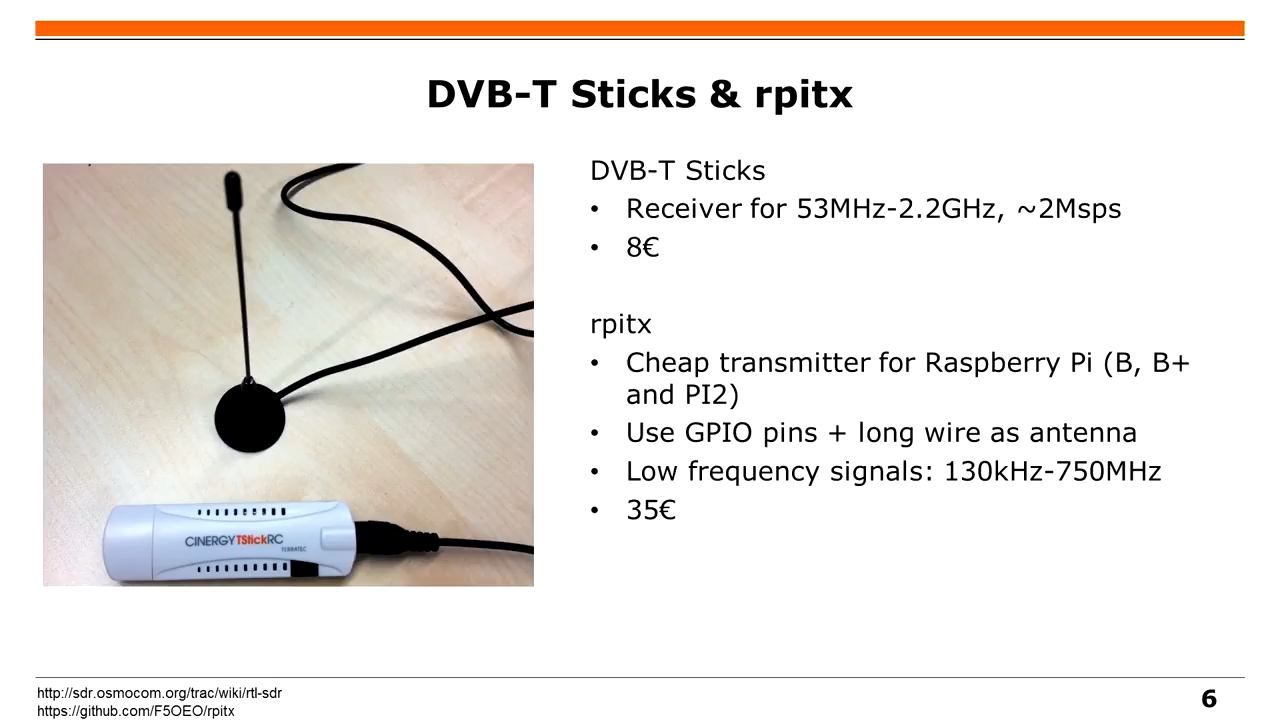 DVB-T Sticks & rpitx
DVB-T Sticks
• Receiver for 53MHz-2.2GHz, ~2Msps
• 8€
rpitx
• Cheap transmitter for Raspberry Pi (B, B+
and PI2)
• Use GPIO pins + long wire as antenna
• Low frequency signals: 130kHz-750MHz
• 35€
CINERGY TStickRC
TERRATEC
http://sdr.osmocom.org/trac/wiki/rtl-sdr
https://github.com/F5OEO/rpitx
6